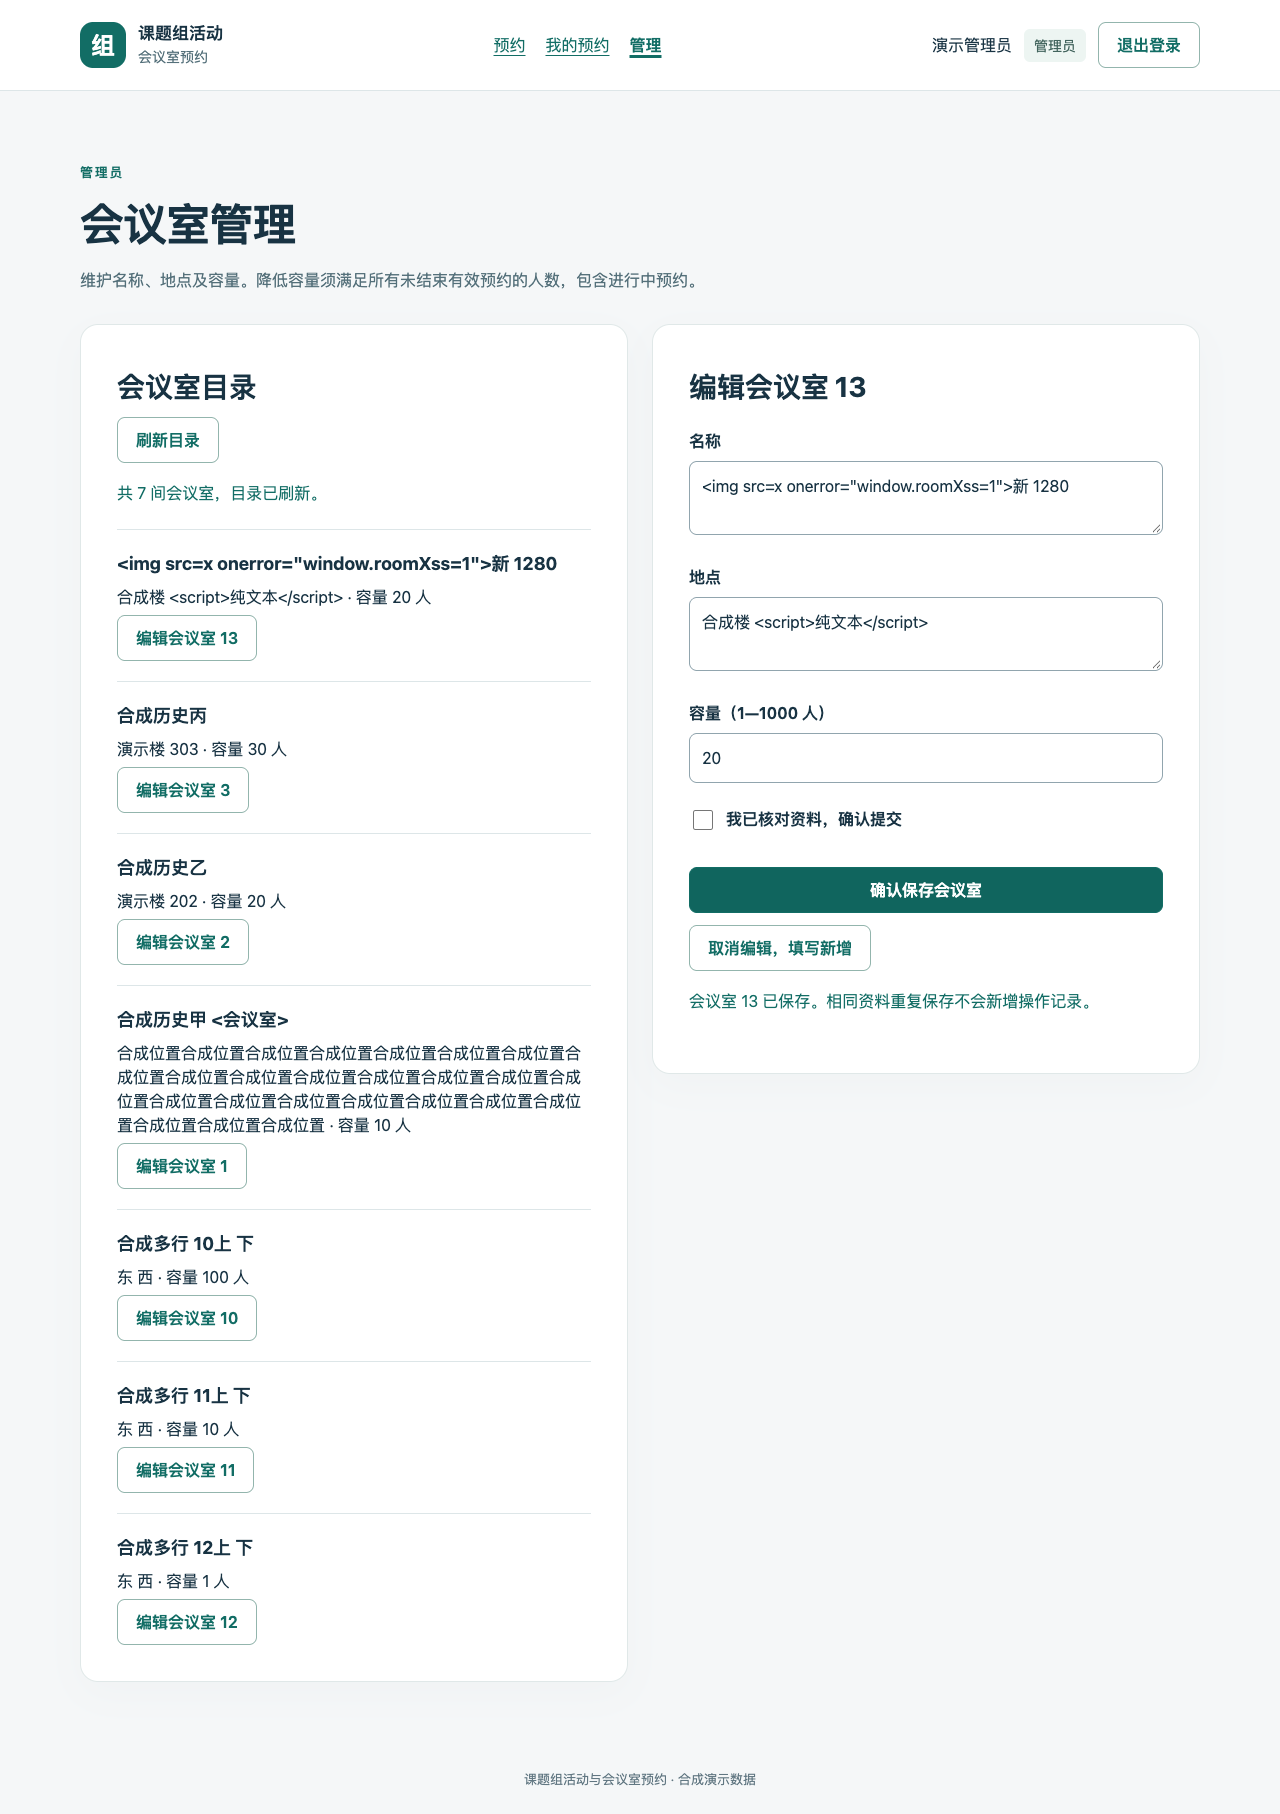 组
课题组活动
会议室预约
预约 我的预约 管理
演示管理员 管理员 退出登录
管理员
会议室管理
维护名称、地点及容量。降低容量须满足所有未结束有效预约的人数，包含进行中预约。
会议室目录
刷新目录
共 7 间会议室，目录已刷新。
<img src=x onerror="window.roomXss=1">新 1280
合成楼 <script>纯文本</script> · 容量 20 人
编辑会议室 13
合成历史丙
演示楼 303 · 容量 30 人
编辑会议室 3
合成历史乙
演示楼 202 · 容量 20 人
编辑会议室 2
合成历史甲 <会议室>
合成位置合成位置合成位置合成位置合成位置合成位置合成位置合
成位置合成位置合成位置合成位置合成位置合成位置合成位置合成
位置合成位置合成位置合成位置合成位置合成位置合成位置合成位
置合成位置合成位置合成位置 · 容量 10 人
编辑会议室 1
合成多行 10上 下
东 西 · 容量 100 人
编辑会议室 10
合成多行 11上 下
东 西 · 容量 10 人
编辑会议室 11
合成多行 12上 下
东 西 · 容量 1 人
编辑会议室 12
编辑会议室 13
名称
<img src=x onerror="window.roomXss=1">新 1280
地点
合成楼 <script>纯文本</script>
容量（1—1000 人）
20
我已核对资料，确认提交
确认保存会议室
取消编辑，填写新增
会议室 13 已保存。相同资料重复保存不会新增操作记录。
课题组活动与会议室预约 · 合成演示数据